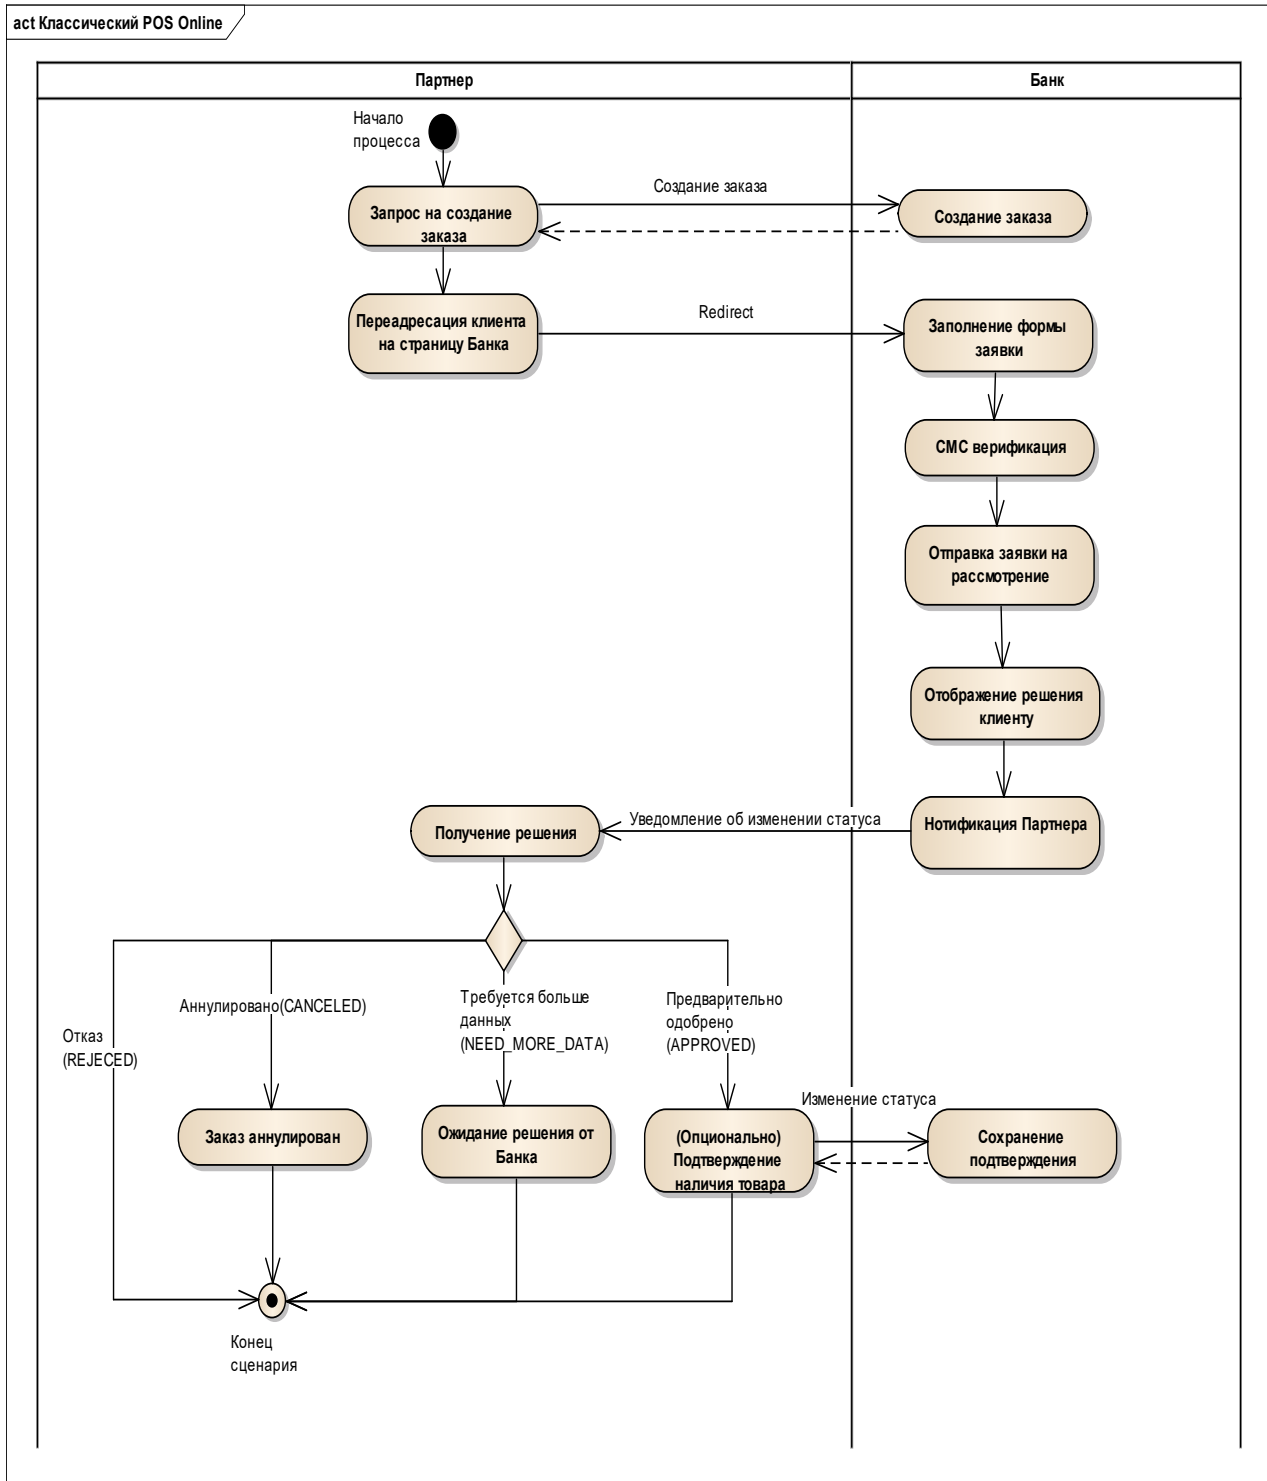 act Классический POS Online
Партнер
Банк
Начало
процесса
Создание заказа
Запрос на создание
заказа
Создание заказа
Redirect
Переадресация клиента
на страницу Банка
Заполнение формы
заявки
СМС верификация
Отправка заявки на
рассмотрение
Отображение решения
клиенту
Уведомление об изменении статуса
Нотификация Партнера
Получение решения
Отказ
(REJECED)
Аннулировано(CANCELED)
Требуется больше
данных
(NEED_MORE_DATA)
Предварительно
одобрено
(APPROVED)
Изменение статуса
Заказ аннулирован
Ожидание решения от
Банка
(Опционально)
Подтверждение
наличия товара
Сохранение
подтверждения
Конец
сценария